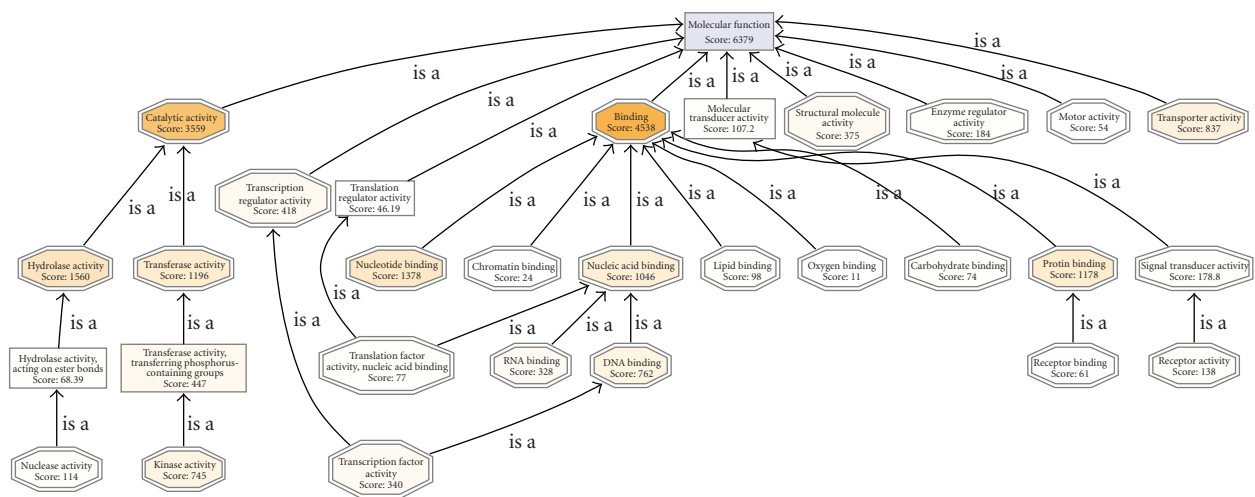 Molecular function
Score: 6379
is a
is a
is a
is a
is a
is a
is a
is a
is a
Catalytic activity
Score: 3559
Binding
Score: 4538
Molecular
transducer activity
Score: 107.2
Structural molecule
activity
Score: 375
Enzyme regulator
activity
Score: 184
Motor activity
Score: 54
Transporter activity
Score: 837
is a
is a
Transcription
regulator activity
Score: 418
Translation
regulator activity
Score: 46.19
is a
is a
is a
is a
is a
is a
is a
is a
Hydrolase activity
Score: 1560
Transferase activity
Score: 1196
Nucleotide binding
Score: 1378
Chromatin binding
Score: 24
Nucleic acid binding
Score: 1046
Lipid binding
Score: 98
Oxygen binding
Score: 11
Carbohydrate binding
Score: 74
Protin binding
Score: 1178
Signal transducer activity
Score: 178.8
is a
is a
is a
is a
is a
is a
is a
is a
is a
Hydrolase activity,
acting on ester bonds
Score: 68.39
Transferase activity,
transferring phosphorus-
containing groups
Score: 447
Translation factor
activity, nucleic acid binding
Score: 77
RNA binding
Score: 328
DNA binding
Score: 762
Receptor binding
Score: 61
Receptor activity
Score: 138
is a
is a
is a
Nuclease activity
Score: 114
Kinase activity
Score: 745
Transcription factor
activity
Score: 340